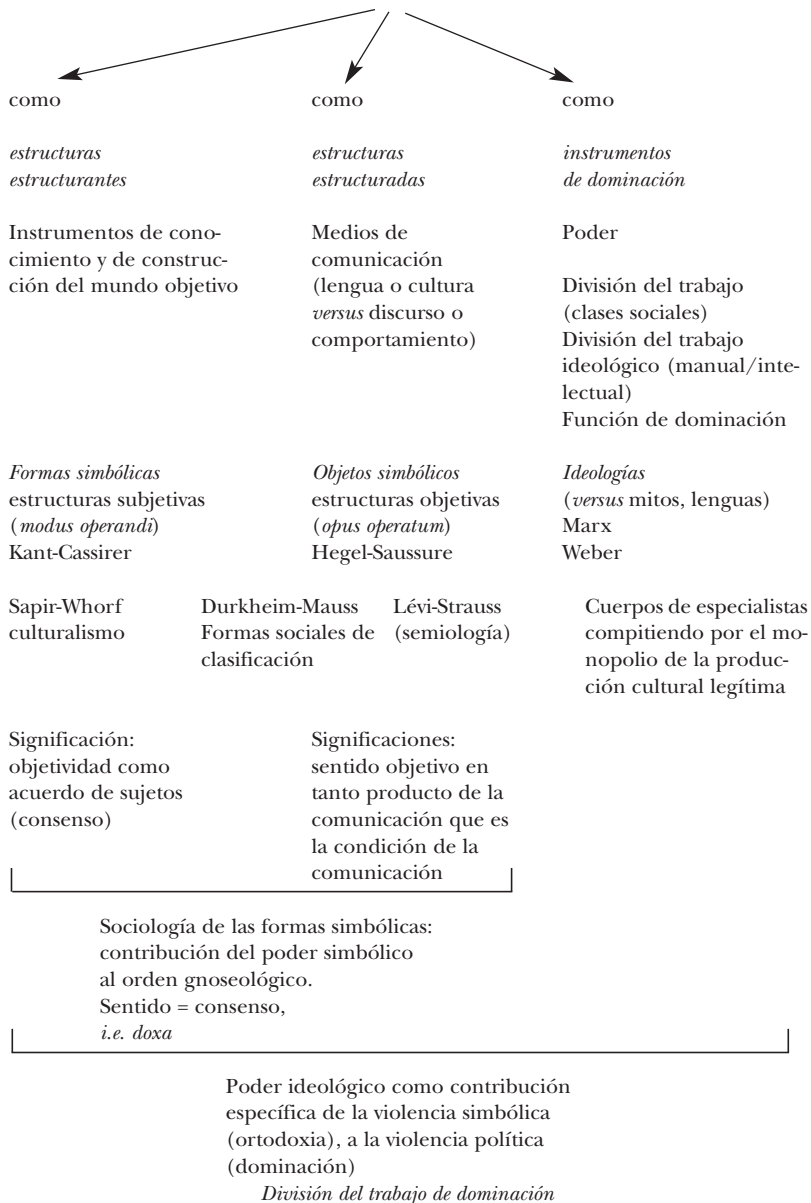 como
estructuras
estructurantes
Instrumentos de cono-
cimiento y de construc-
ción del mundo objetivo
Formas simbólicas
estructuras subjetivas
(modus operandi)
Kant-Cassirer
Sapir-Whorf
culturalismo
Significación:
objetividad como
acuerdo de sujetos
(consenso)
como
estructuras
estructuradas
Medios de
comunicación
(lengua o cultura
versus discurso o
comportamiento)
Objetos simbólicos
estructuras objetivas
(opus operatum)
Hegel-Saussure
Durkheim-Mauss
Formas sociales de
clasificación
Lévi-Strauss
(semiología)
Significaciones:
sentido objetivo en
tanto producto de la
comunicación que es
la condición de la
comunicación
como
instrumentos
de dominación
Poder
División del trabajo
(clases sociales)
División del trabajo
ideológico (manual/inte-
lectual)
Función de dominación
Ideologías
(versus mitos, lenguas)
Marx
Weber
Cuerpos de especialistas
compitiendo por el mo-
nopolio de la produc-
ción cultural legítima
Sociología de las formas simbólicas:
contribución del poder simbólico
al orden gnoseológico.
Sentido = consenso,
i.e. doxa
Poder ideológico como contribución
específica de la violencia simbólica
(ortodoxia), a la violencia política
(dominación)
División del trabajo de dominación